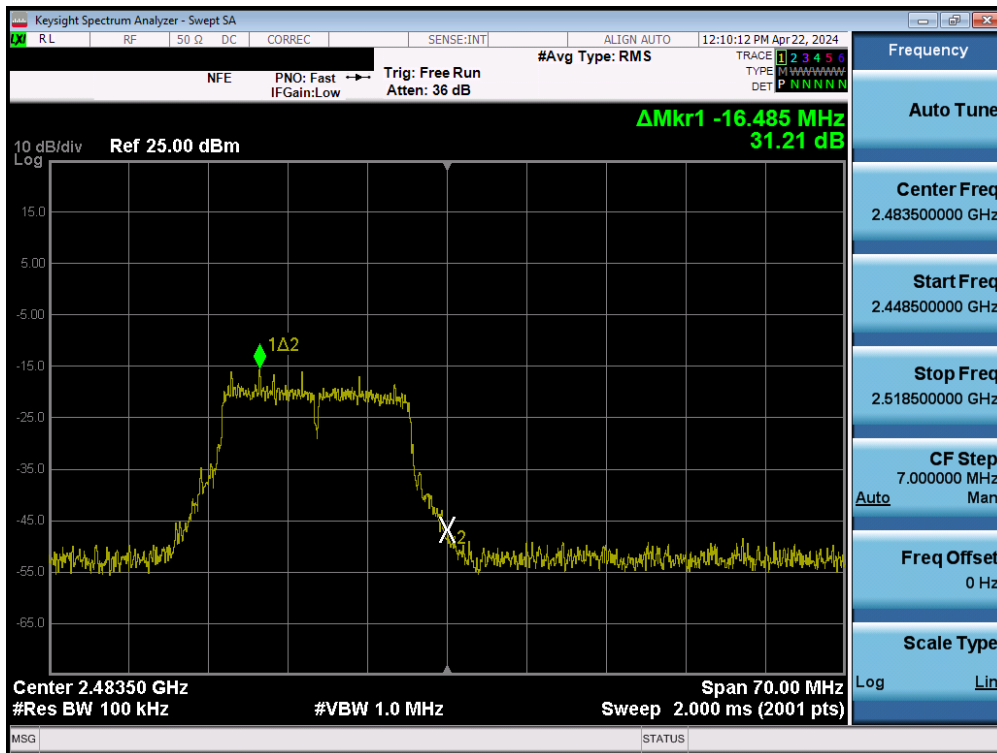 Keysight Spectrum Analyzer - Swept SA
LXI RL RF 50 Ω DC CORREC SENSE:INT ALIGN AUTO 12:10:12 PM Apr 22, 2024
NFE PNO: Fast Trig: Free Run #Avg Type: RMS TRACE 1 2 3 4 5 6
IFGain:Low Atten: 36 dB TYPE M WWWWW
DET P N N N N N
ΔMkr1 -16.485 MHz
31.21 dB
10 dB/div Ref 25.00 dBm
Log
15.0
5.00
-5.00
-15.0
-25.0
-35.0
-45.0
-55.0
-65.0
1Δ2
2
Center 2.48350 GHz Span 70.00 MHz
#Res BW 100 kHz #VBW 1.0 MHz Sweep 2.000 ms (2001 pts)
MSG STATUS
Frequency
Auto Tune
Center Freq
2.483500000 GHz
Start Freq
2.448500000 GHz
Stop Freq
2.518500000 GHz
CF Step
7.000000 MHz
Auto Man
Freq Offset
0 Hz
Scale Type
Log Lin